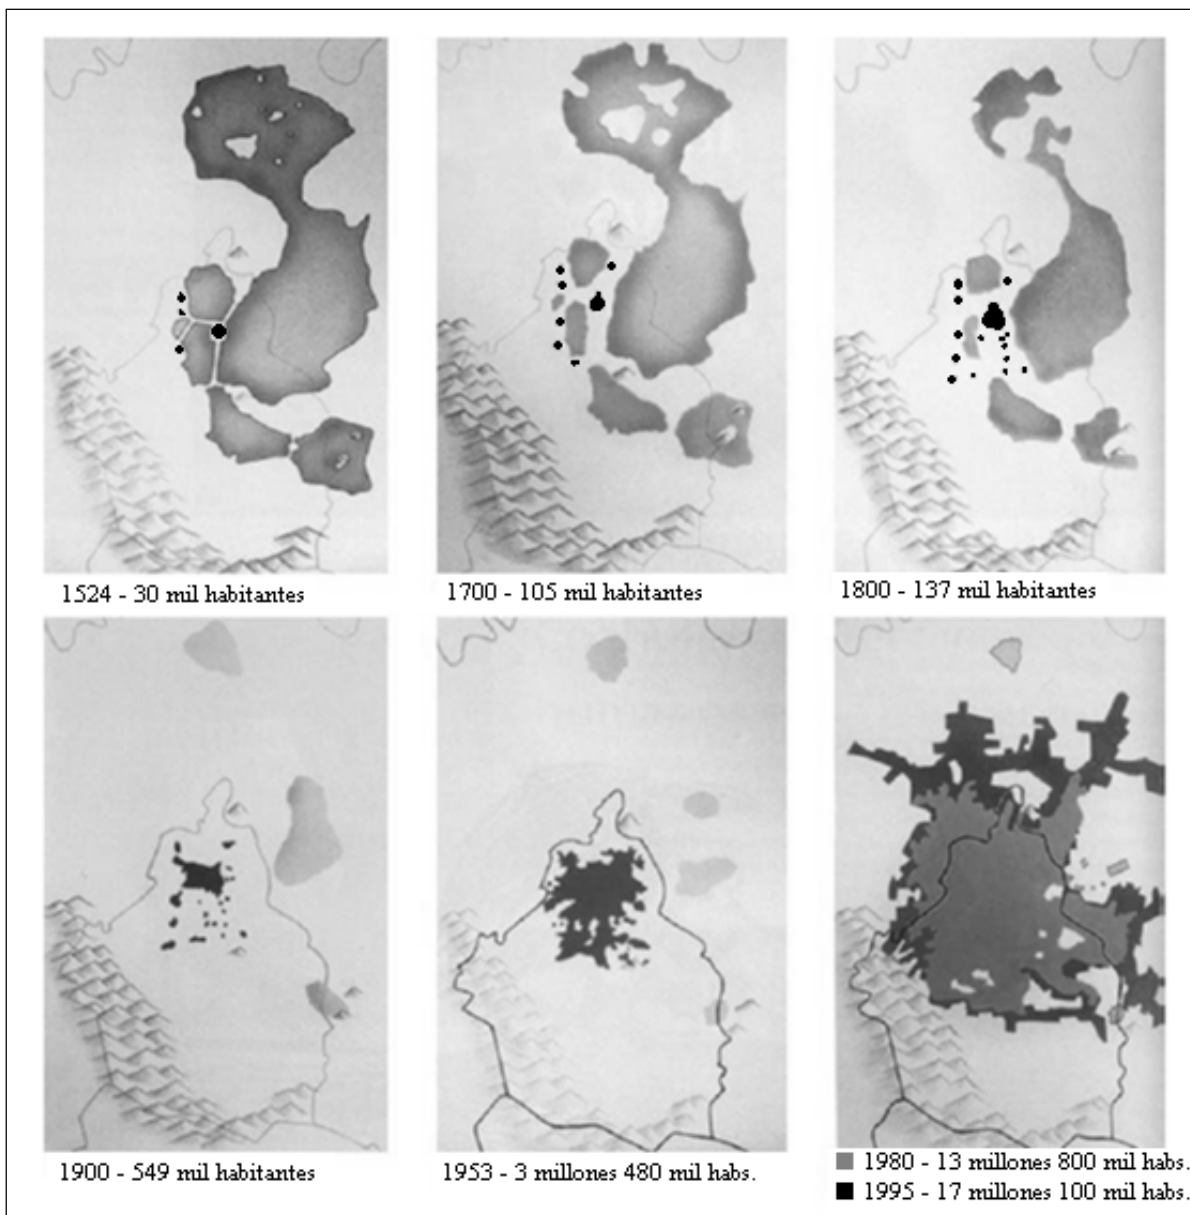 1524 - 30 mil habitantes
1700 - 105 mil habitantes
1800 - 137 mil habitantes
1900 - 549 mil habitantes
1953 - 3 millones 480 mil habs.
1980 - 13 millones 800 mil habs.
1995 - 17 millones 100 mil habs.